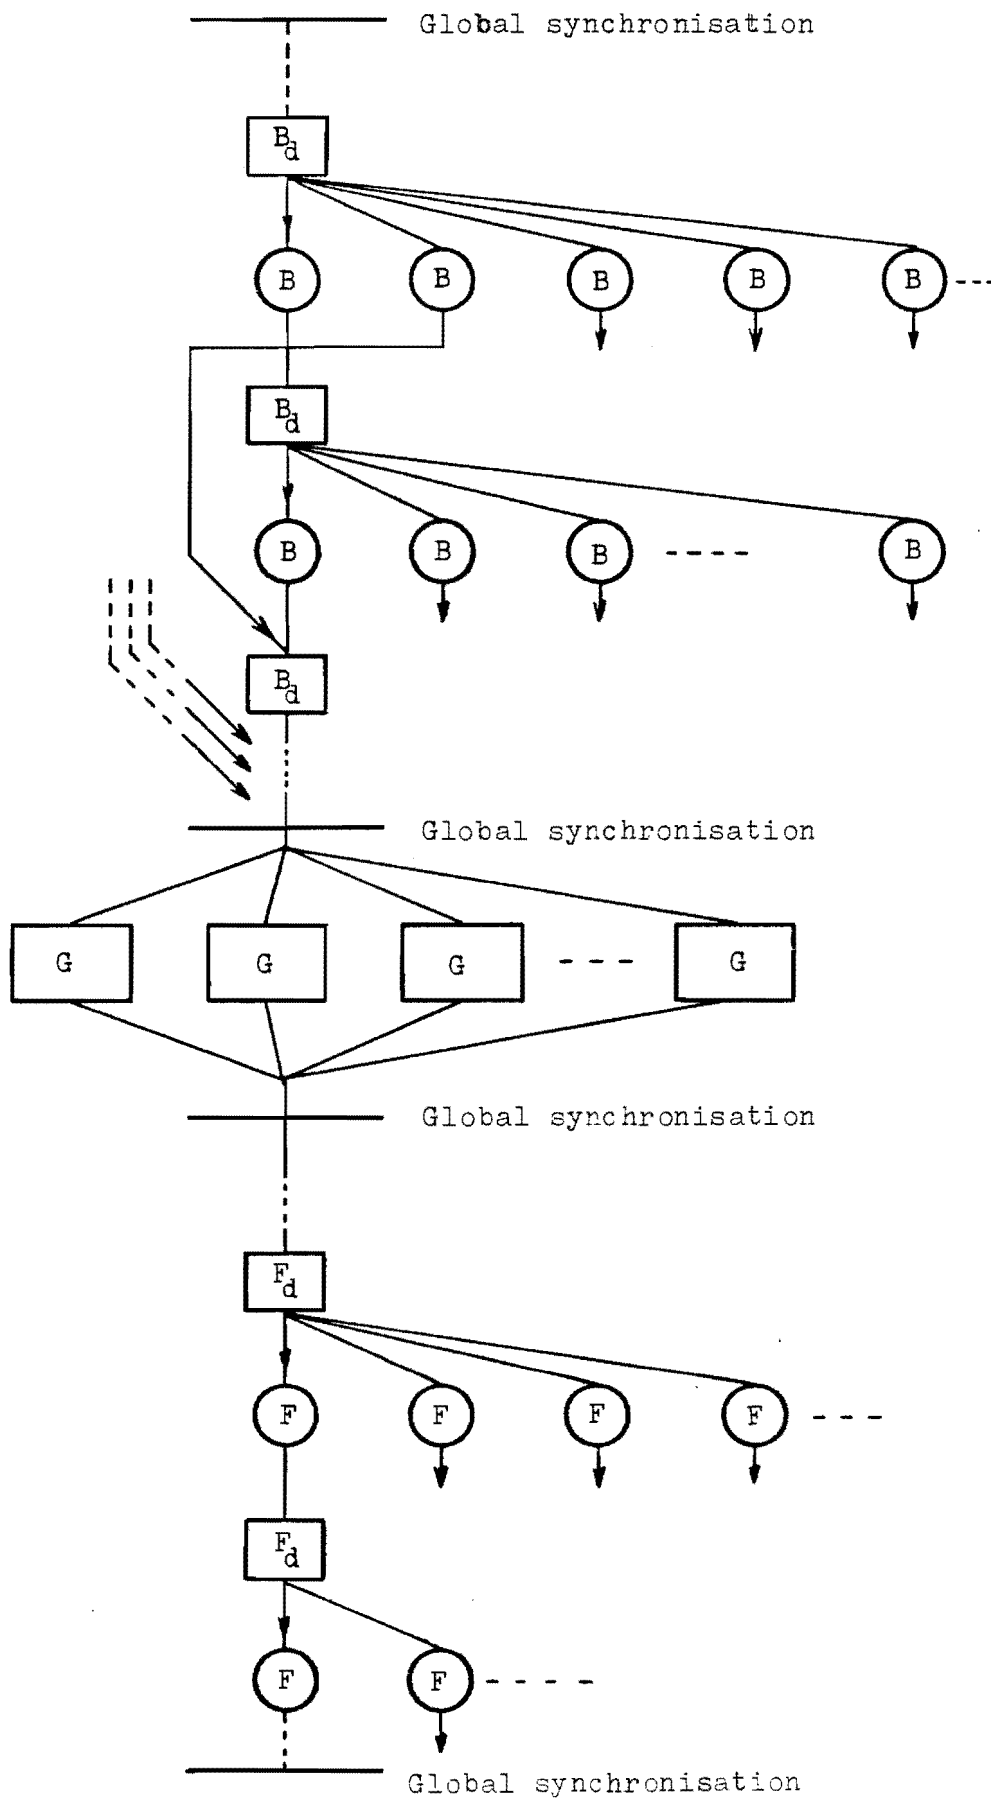 Global synchronisation
Bd
B B B B B
Bd
B B B B
Bd
Global synchronisation
G G G G
Global synchronisation
Fd
F F F F
Fd
F F
Global synchronisation